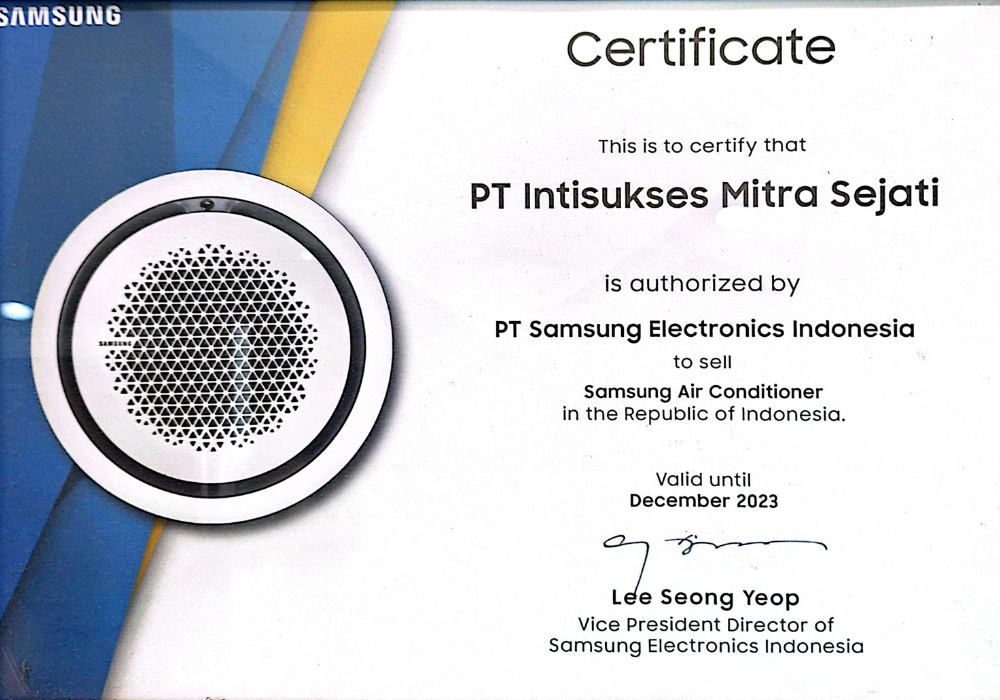 SAMSUNG
Certificate
This is to certify that
PT Intisukses Mitra Sejati
is authorized by
PT Samsung Electronics Indonesia
to sell
Samsung Air Conditioner
in the Republic of Indonesia.
SAMSUNG
Valid until
December 2023
Lee Seong Yeop
Vice President Director of
Samsung Electronics Indonesia